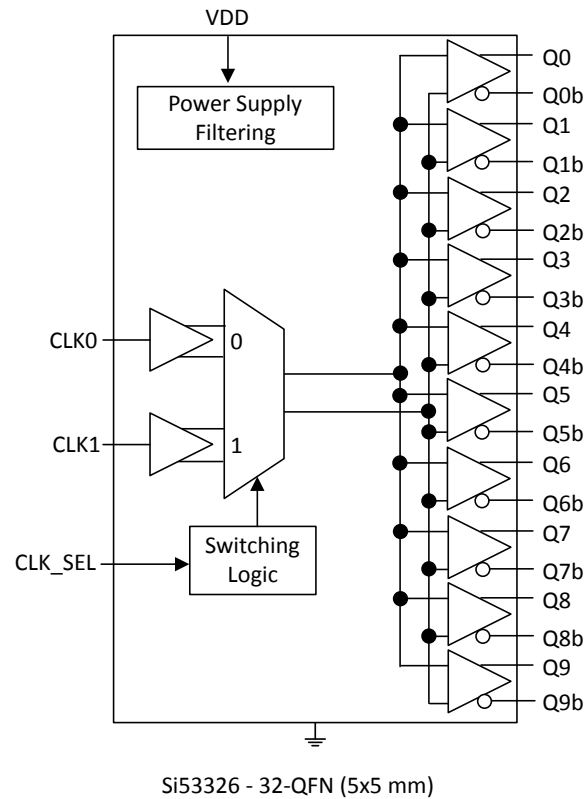 VDD
Power Supply
Filtering
CLK0
0
CLK1
1
CLK_SEL
Switching
Logic
Q0
Q0b
Q1
Q1b
Q2
Q2b
Q3
Q3b
Q4
Q4b
Q5
Q5b
Q6
Q6b
Q7
Q7b
Q8
Q8b
Q9
Q9b
Si53326 - 32-QFN (5x5 mm)